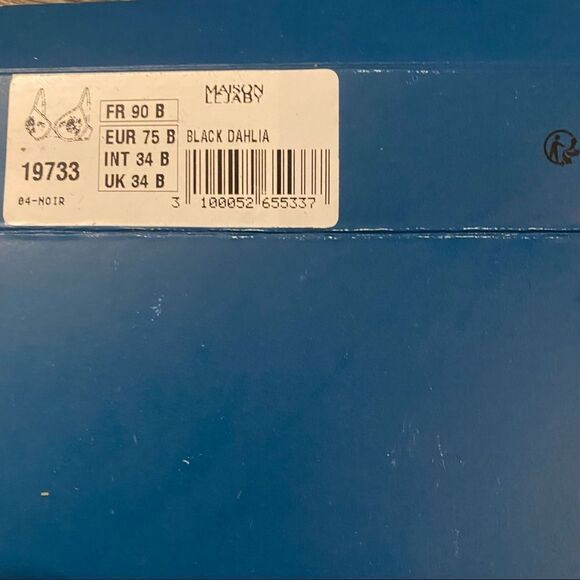 MAISON
LEJABY
FR 90 B
EUR 75 B
INT 34 B
UK 34 B
BLACK DAHLIA
19733
04-NOIR
3 100052 655337